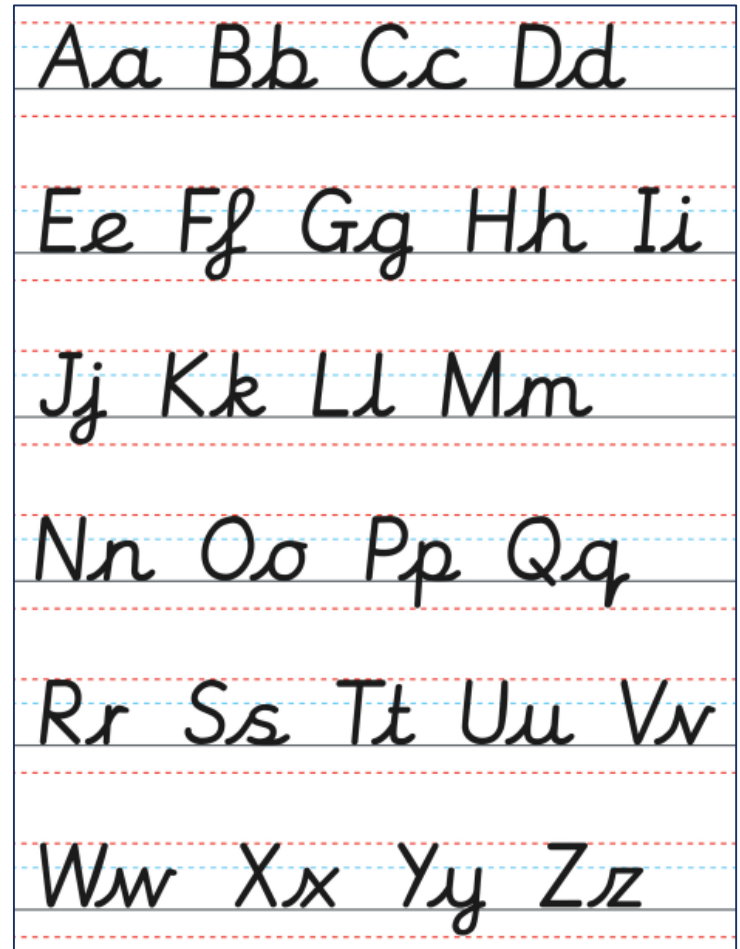 Aa Bb Cc Dd
Ee Ff Gg Hh Ii
Jj Kk Ll Mm
Nn Oo Pp Qq
Rr Ss Tt Uu Vv
Ww Xx Yy Zz